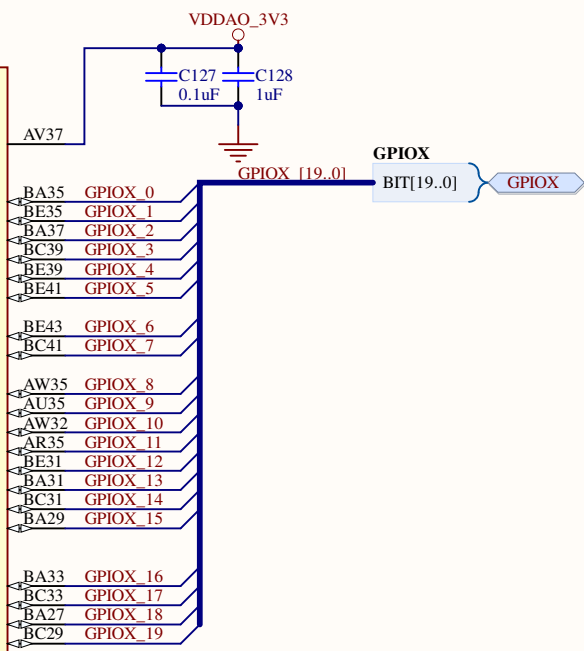 VDDAO_3V3
C127
C128
0.1uF
1uF
AV37
GPIOX
GPIOX_[19..0]
BIT[19..0]
GPIOX
BA35 GPIOX_0
BE35 GPIOX_1
BA37 GPIOX_2
BC39 GPIOX_3
BE39 GPIOX_4
BE41 GPIOX_5
BE43 GPIOX_6
BC41 GPIOX_7
AW35 GPIOX_8
AU35 GPIOX_9
AW32 GPIOX_10
AR35 GPIOX_11
BE31 GPIOX_12
BA31 GPIOX_13
BC31 GPIOX_14
BA29 GPIOX_15
BA33 GPIOX_16
BC33 GPIOX_17
BA27 GPIOX_18
BC29 GPIOX_19